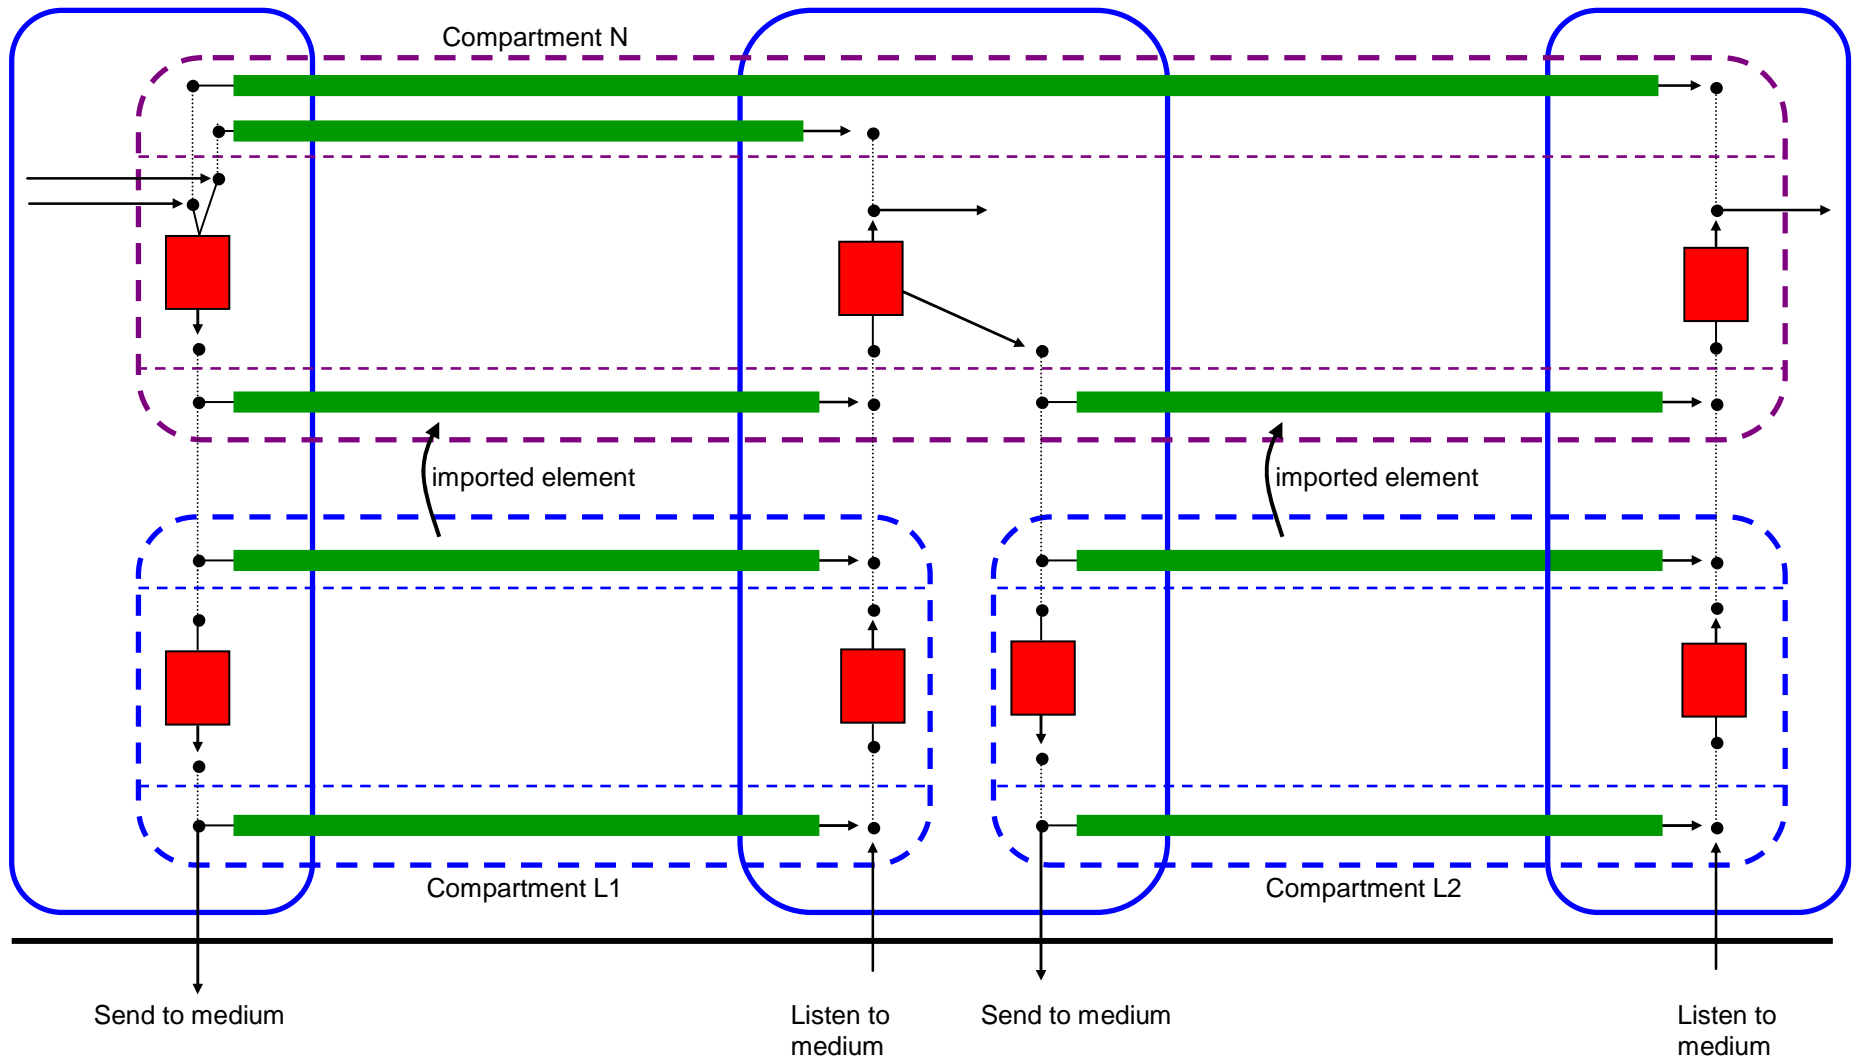 Compartment N
imported element
imported element
Compartment L1
Compartment L2
Send to medium
Listen to
medium
Send to medium
Listen to
medium